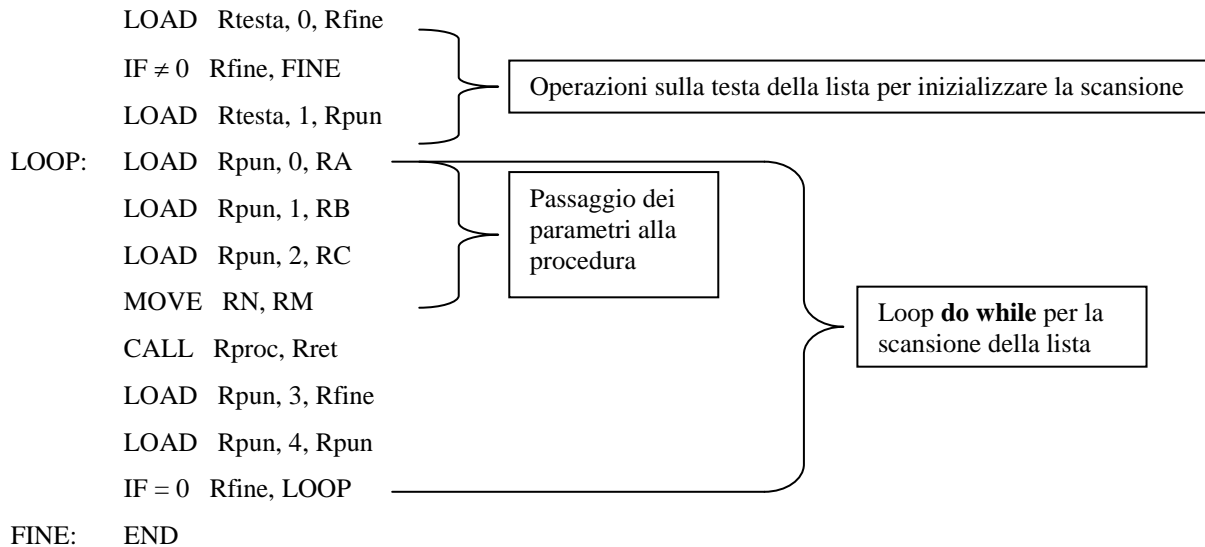 LOAD Rtesta, 0, Rfine
IF ≠ 0 Rfine, FINE
LOAD Rtesta, 1, Rpun
Operazioni sulla testa della lista per inizializzare la scansione
LOOP: LOAD Rpun, 0, RA
LOAD Rpun, 1, RB
LOAD Rpun, 2, RC
MOVE RN, RM
Passaggio dei
parametri alla
procedura
CALL Rproc, Rret
LOAD Rpun, 3, Rfine
LOAD Rpun, 4, Rpun
IF = 0 Rfine, LOOP
Loop do while per la
scansione della lista
FINE: END